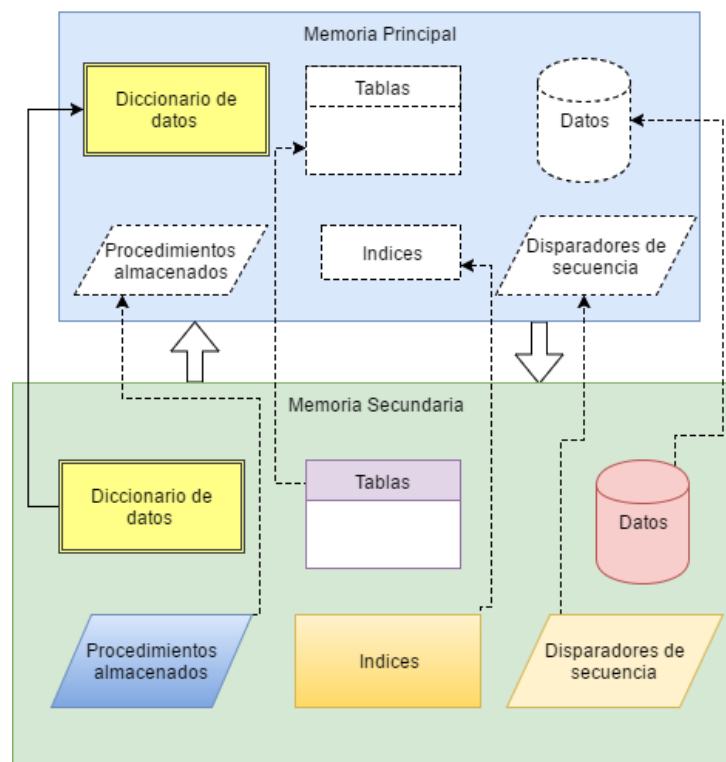 Memoria Principal
Diccionario de
datos
Tablas
Datos
Procedimientos
almacenados
Indices
Disparadores de
secuencia
Memoria Secundaria
Diccionario de
datos
Tablas
Datos
Procedimientos
almacenados
Indices
Disparadores de
secuencia